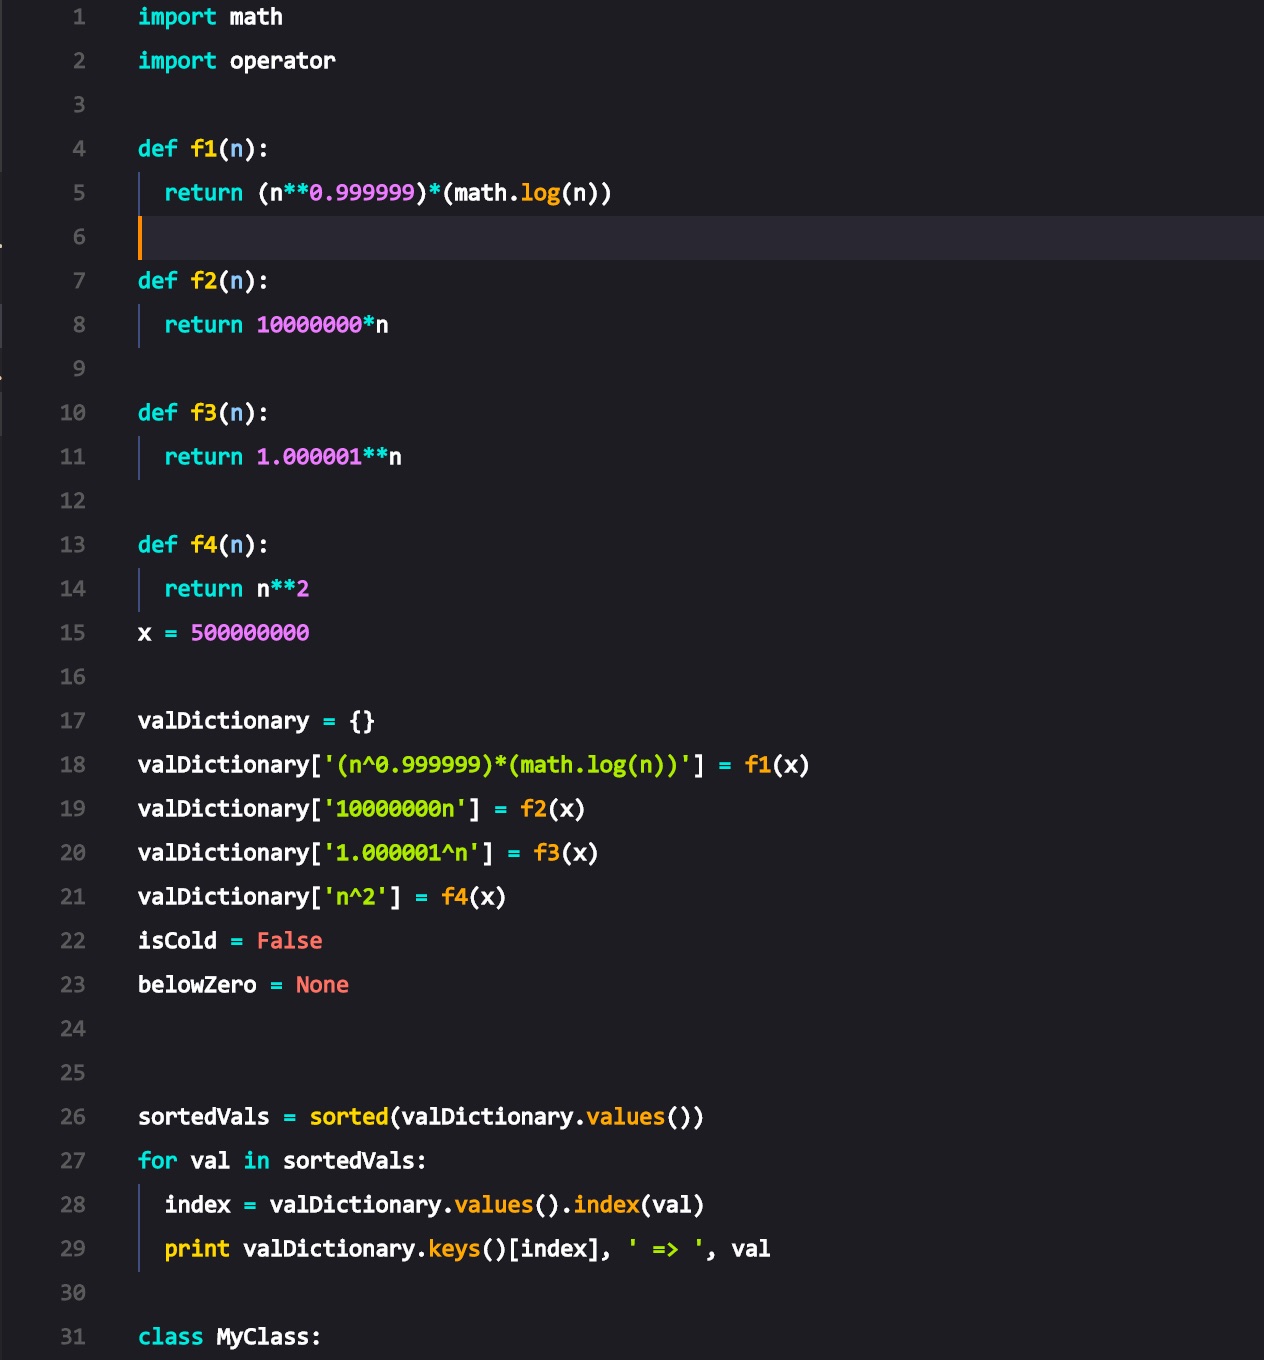 1 import math
2 import operator
3
4 def f1(n):
5   return (n**0.999999)*(math.log(n))
6
7 def f2(n):
8   return 10000000*n
9
10 def f3(n):
11   return 1.000001**n
12
13 def f4(n):
14   return n**2
15 x = 500000000
16
17 valDictionary = {}
18 valDictionary['(n^0.999999)*(math.log(n))'] = f1(x)
19 valDictionary['10000000n'] = f2(x)
20 valDictionary['1.000001^n'] = f3(x)
21 valDictionary['n^2'] = f4(x)
22 isCold = False
23 belowZero = None
24
25
26 sortedVals = sorted(valDictionary.values())
27 for val in sortedVals:
28   index = valDictionary.values().index(val)
29   print valDictionary.keys()[index], ' => ', val
30
31 class MyClass: